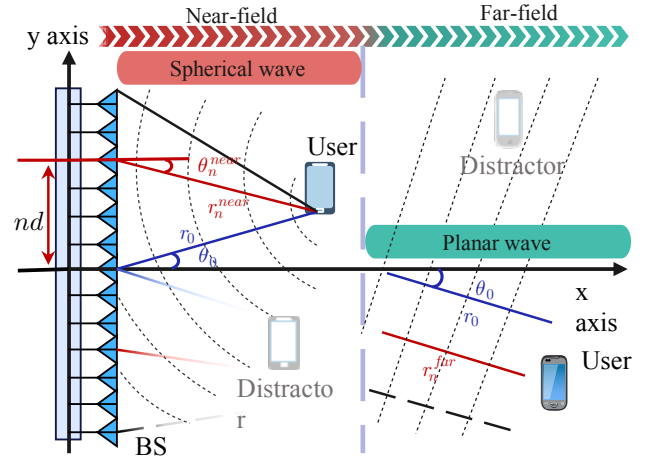 Near-field
Far-field
y axis
Spherical wave
User
Distractor
θ_n^{near}
r_n^{near}
nd
r_0
θ_0
Planar wave
θ_0
r_0
x
axis
r_n^{far}
User
Distracto
r
BS